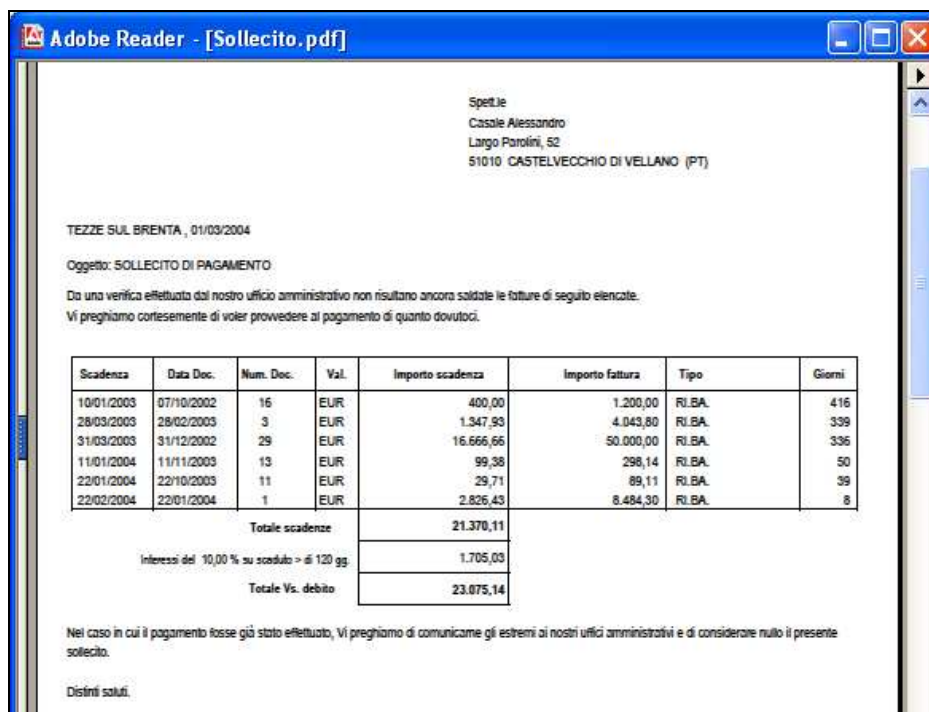 Adobe Reader - [Sollecito.pdf]
Spett.le
Casale Alessandro
Largo Parolini, 52
51010 CASTELVECCHIO DI VELLANO (PT)
TEZZE SUL BRENTA , 01/03/2004
Oggetto: SOLLECITO DI PAGAMENTO
Da una verifica effettuata dal nostro ufficio amministrativo non risultano ancora saldate le fatture di seguito elencate.
Vi preghiamo cortesemente di voler provvedere al pagamento di quanto dovutoci.
Scadenza Data Doc. Num. Doc. Val. Importo scadenza Importo fattura Tipo Giorni
10/01/2003 07/10/2002 16 EUR 400,00 1.200,00 RI.BA. 416
28/03/2003 28/02/2003 3 EUR 1.347,93 4.043,80 RI.BA. 339
31/03/2003 31/12/2002 29 EUR 16.666,66 50.000,00 RI.BA. 336
11/01/2004 11/11/2003 13 EUR 99,38 298,14 RI.BA. 50
22/01/2004 22/10/2003 11 EUR 29,71 89,11 RI.BA. 39
22/02/2004 22/01/2004 1 EUR 2.826,43 8.484,30 RI.BA. 8
Totale scadenze 21.370,11
Interessi del 10,00 % su scaduto > di 120 gg. 1.705,03
Totale Vs. debito 23.075,14
Nel caso in cui il pagamento fosse già stato effettuato, Vi preghiamo di comunicarne gli estremi ai nostri uffici amministrativi e di considerare nullo il presente
sollecito.
Distinti saluti.